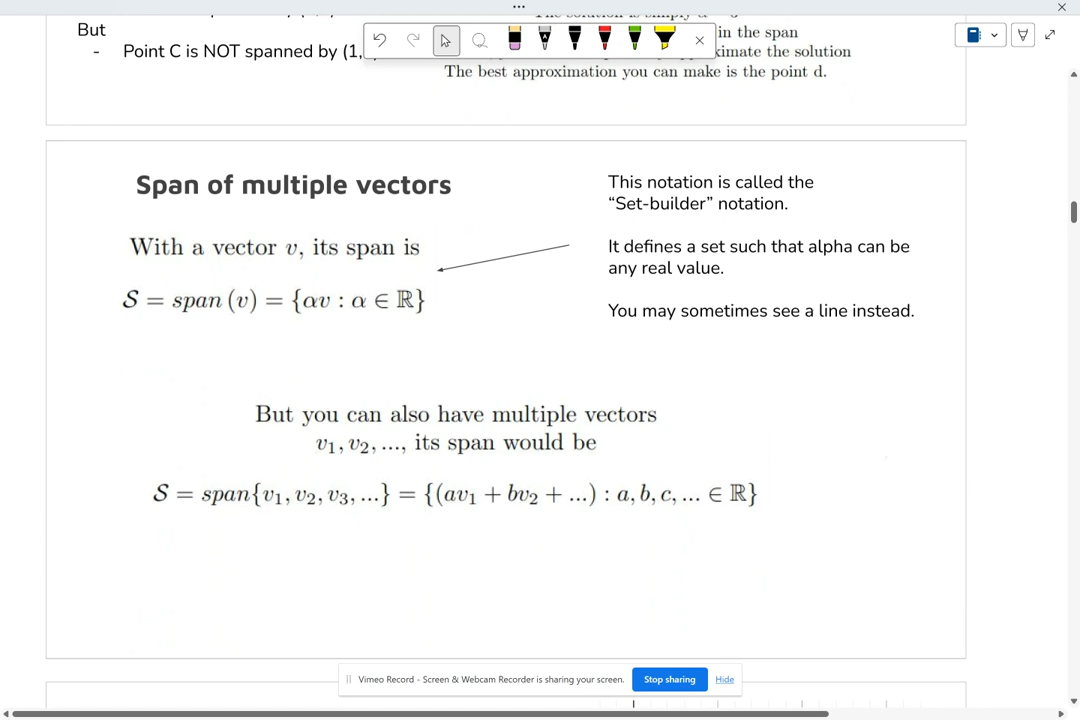 But
- Point C is NOT spanned by (1,
in the span
ximate the solution
The best approximation you can make is the point d.
Span of multiple vectors
With a vector v, its span is
S = span (v) = {αv : α ∈ ℝ}
This notation is called the
“Set-builder” notation.
It defines a set such that alpha can be
any real value.
You may sometimes see a line instead.
But you can also have multiple vectors
v₁, v₂, ..., its span would be
S = span{v₁, v₂, v₃, ...} = {(av₁ + bv₂ + ...) : a, b, c, ... ∈ ℝ}
Vimeo Record - Screen & Webcam Recorder is sharing your screen.
Stop sharing
Hide